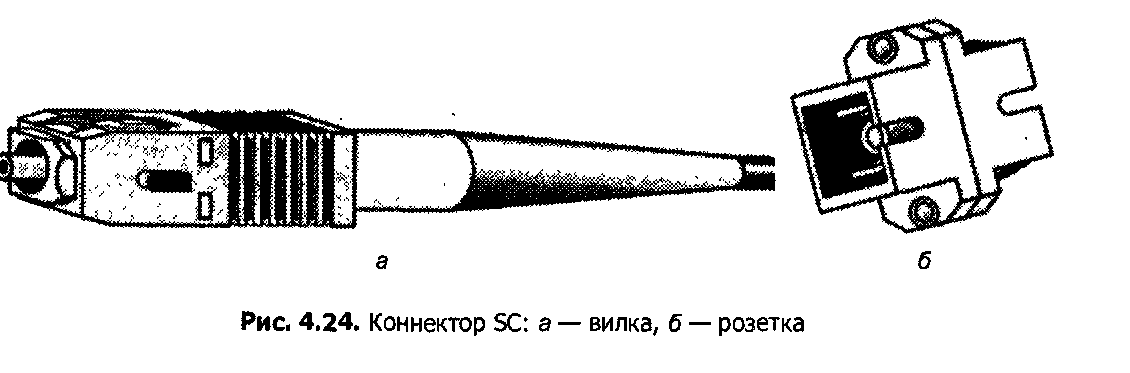 а
б
Рис. 4.24. Коннектор SC: а — вилка, б — розетка